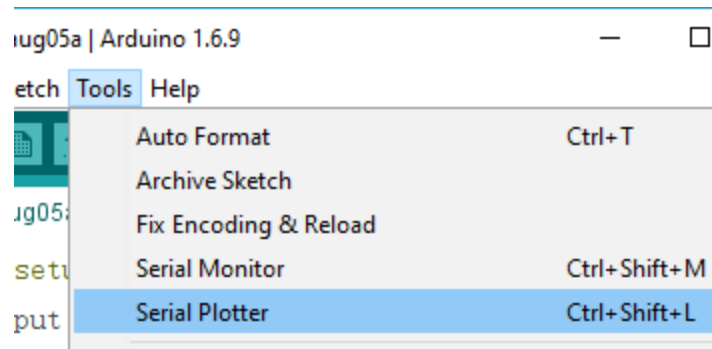 aug05a | Arduino 1.6.9
etch Tools Help
Auto Format Ctrl+T
Archive Sketch
ug05a
Fix Encoding & Reload
setu
Serial Monitor Ctrl+Shift+M
put
Serial Plotter Ctrl+Shift+L